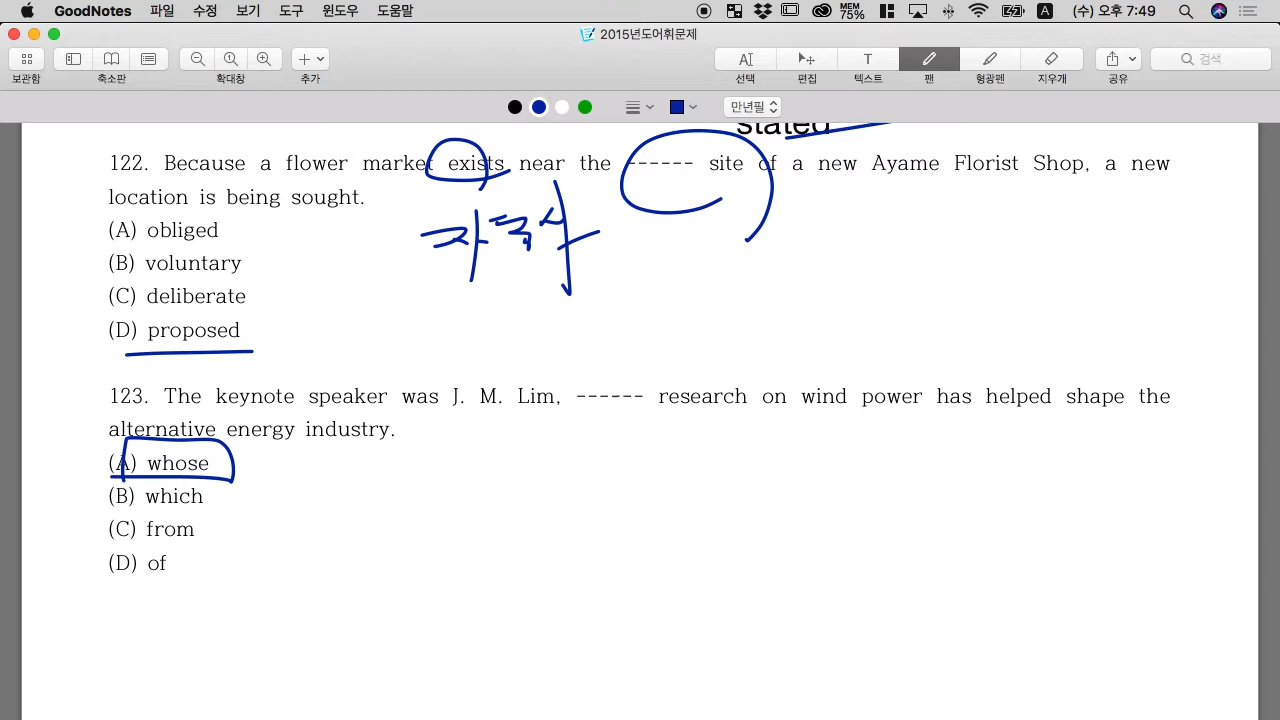 GoodNotes 파일 수정 보기 도구 윈도우 도움말 MEM 75% A (수) 오후 7:49
2015년도어휘문제
보관함 축소판 확대창 추가 AI 선택 편집 T 텍스트 펜 형광펜 지우개 공유 검색
만년필
stated
122. Because a flower market exists near the ------ site of a new Ayame Florist Shop, a new
location is being sought.
(A) obliged
(B) voluntary
(C) deliberate
(D) proposed
123. The keynote speaker was J. M. Lim, ------ research on wind power has helped shape the
alternative energy industry.
(A) whose
(B) which
(C) from
(D) of